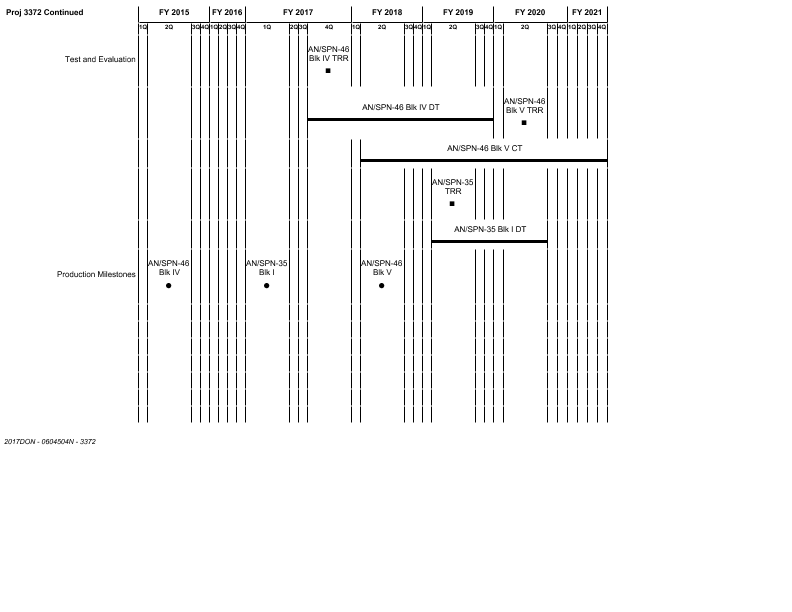 Proj 3372 Continued
FY 2015 FY 2016 FY 2017 FY 2018 FY 2019 FY 2020 FY 2021
1Q 2Q 3Q 4Q 1Q 2Q 3Q 4Q 1Q 2Q 3Q 4Q 1Q 2Q 3Q 4Q 1Q 2Q 3Q 4Q 1Q 2Q 3Q 4Q 1Q 2Q 3Q 4Q
Test and Evaluation
AN/SPN-46
Blk IV TRR
AN/SPN-46 Blk IV DT
AN/SPN-46
Blk V TRR
AN/SPN-46 Blk V CT
AN/SPN-35
TRR
AN/SPN-35 Blk I DT
Production Milestones
AN/SPN-46
Blk IV
AN/SPN-35
Blk I
AN/SPN-46
Blk V
2017DON - 0604504N - 3372